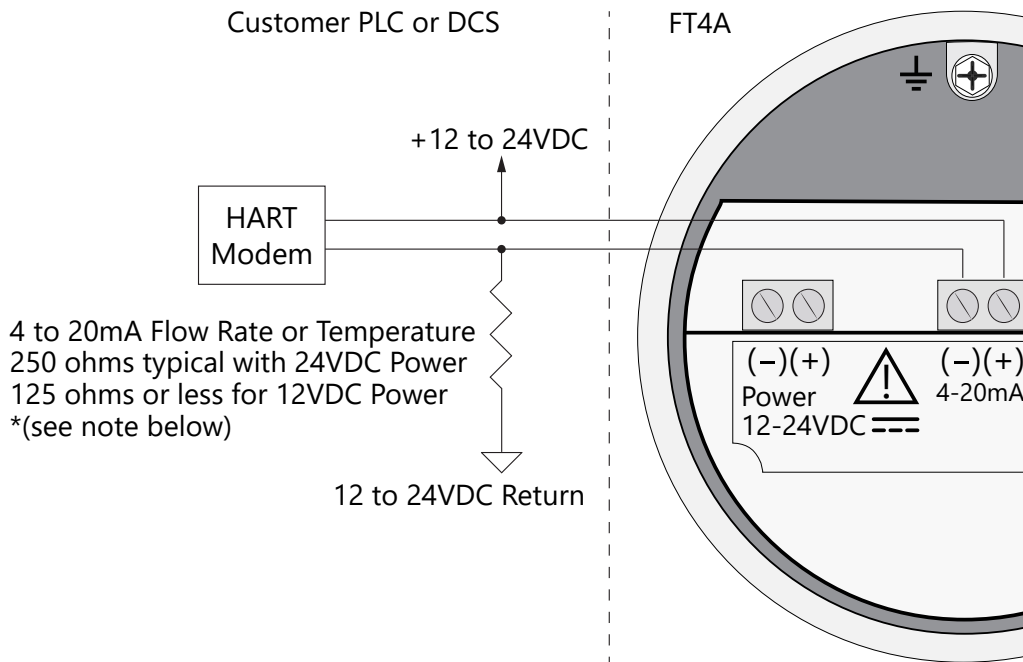 Customer PLC or DCS
FT4A
+12 to 24VDC
HART
Modem
4 to 20mA Flow Rate or Temperature
250 ohms typical with 24VDC Power
125 ohms or less for 12VDC Power
*(see note below)
12 to 24VDC Return
(−)(+)
Power
12-24VDC
(−)(+)
4-20mA